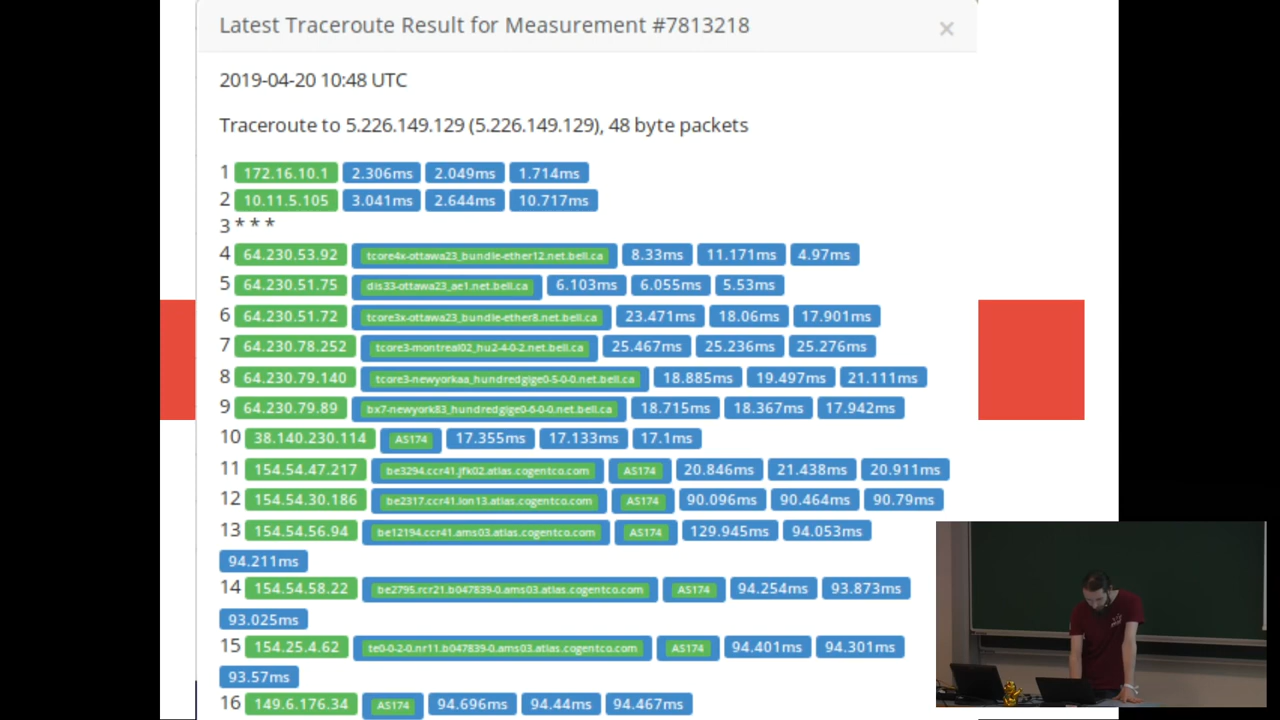 Latest Traceroute Result for Measurement #7813218 ×
2019-04-20 10:48 UTC
Traceroute to 5.226.149.129 (5.226.149.129), 48 byte packets
1 172.16.10.1 2.306ms 2.049ms 1.714ms
2 10.11.5.105 3.041ms 2.644ms 10.717ms
3 * * *
4 64.230.53.92 tcore4x-ottawa23_bundle-ether12.net.bell.ca 8.33ms 11.171ms 4.97ms
5 64.230.51.75 dis33-ottawa23_ae1.net.bell.ca 6.103ms 6.055ms 5.53ms
6 64.230.51.72 tcore3x-ottawa23_bundle-ether8.net.bell.ca 23.471ms 18.06ms 17.901ms
7 64.230.78.252 tcore3-montreal02_hu2-4-0-2.net.bell.ca 25.467ms 25.236ms 25.276ms
8 64.230.79.140 tcore3-newyorkaa_hundredgige0-5-0-0.net.bell.ca 18.885ms 19.497ms 21.111ms
9 64.230.79.89 bx7-newyork83_hundredgige0-6-0-0.net.bell.ca 18.715ms 18.367ms 17.942ms
10 38.140.230.114 AS174 17.355ms 17.133ms 17.1ms
11 154.54.47.217 be3294.ccr41.jfk02.atlas.cogentco.com AS174 20.846ms 21.438ms 20.911ms
12 154.54.30.186 be2317.ccr41.lon13.atlas.cogentco.com AS174 90.096ms 90.464ms 90.79ms
13 154.54.56.94 be12194.ccr41.ams03.atlas.cogentco.com AS174 129.945ms 94.053ms
94.211ms
14 154.54.58.22 be2795.rcr21.b047839-0.ams03.atlas.cogentco.com AS174 94.254ms 93.873ms
93.025ms
15 154.25.4.62 te0-0-2-0.nr11.b047839-0.ams03.atlas.cogentco.com AS174 94.401ms 94.301ms
93.57ms
16 149.6.176.34 AS174 94.696ms 94.44ms 94.467ms